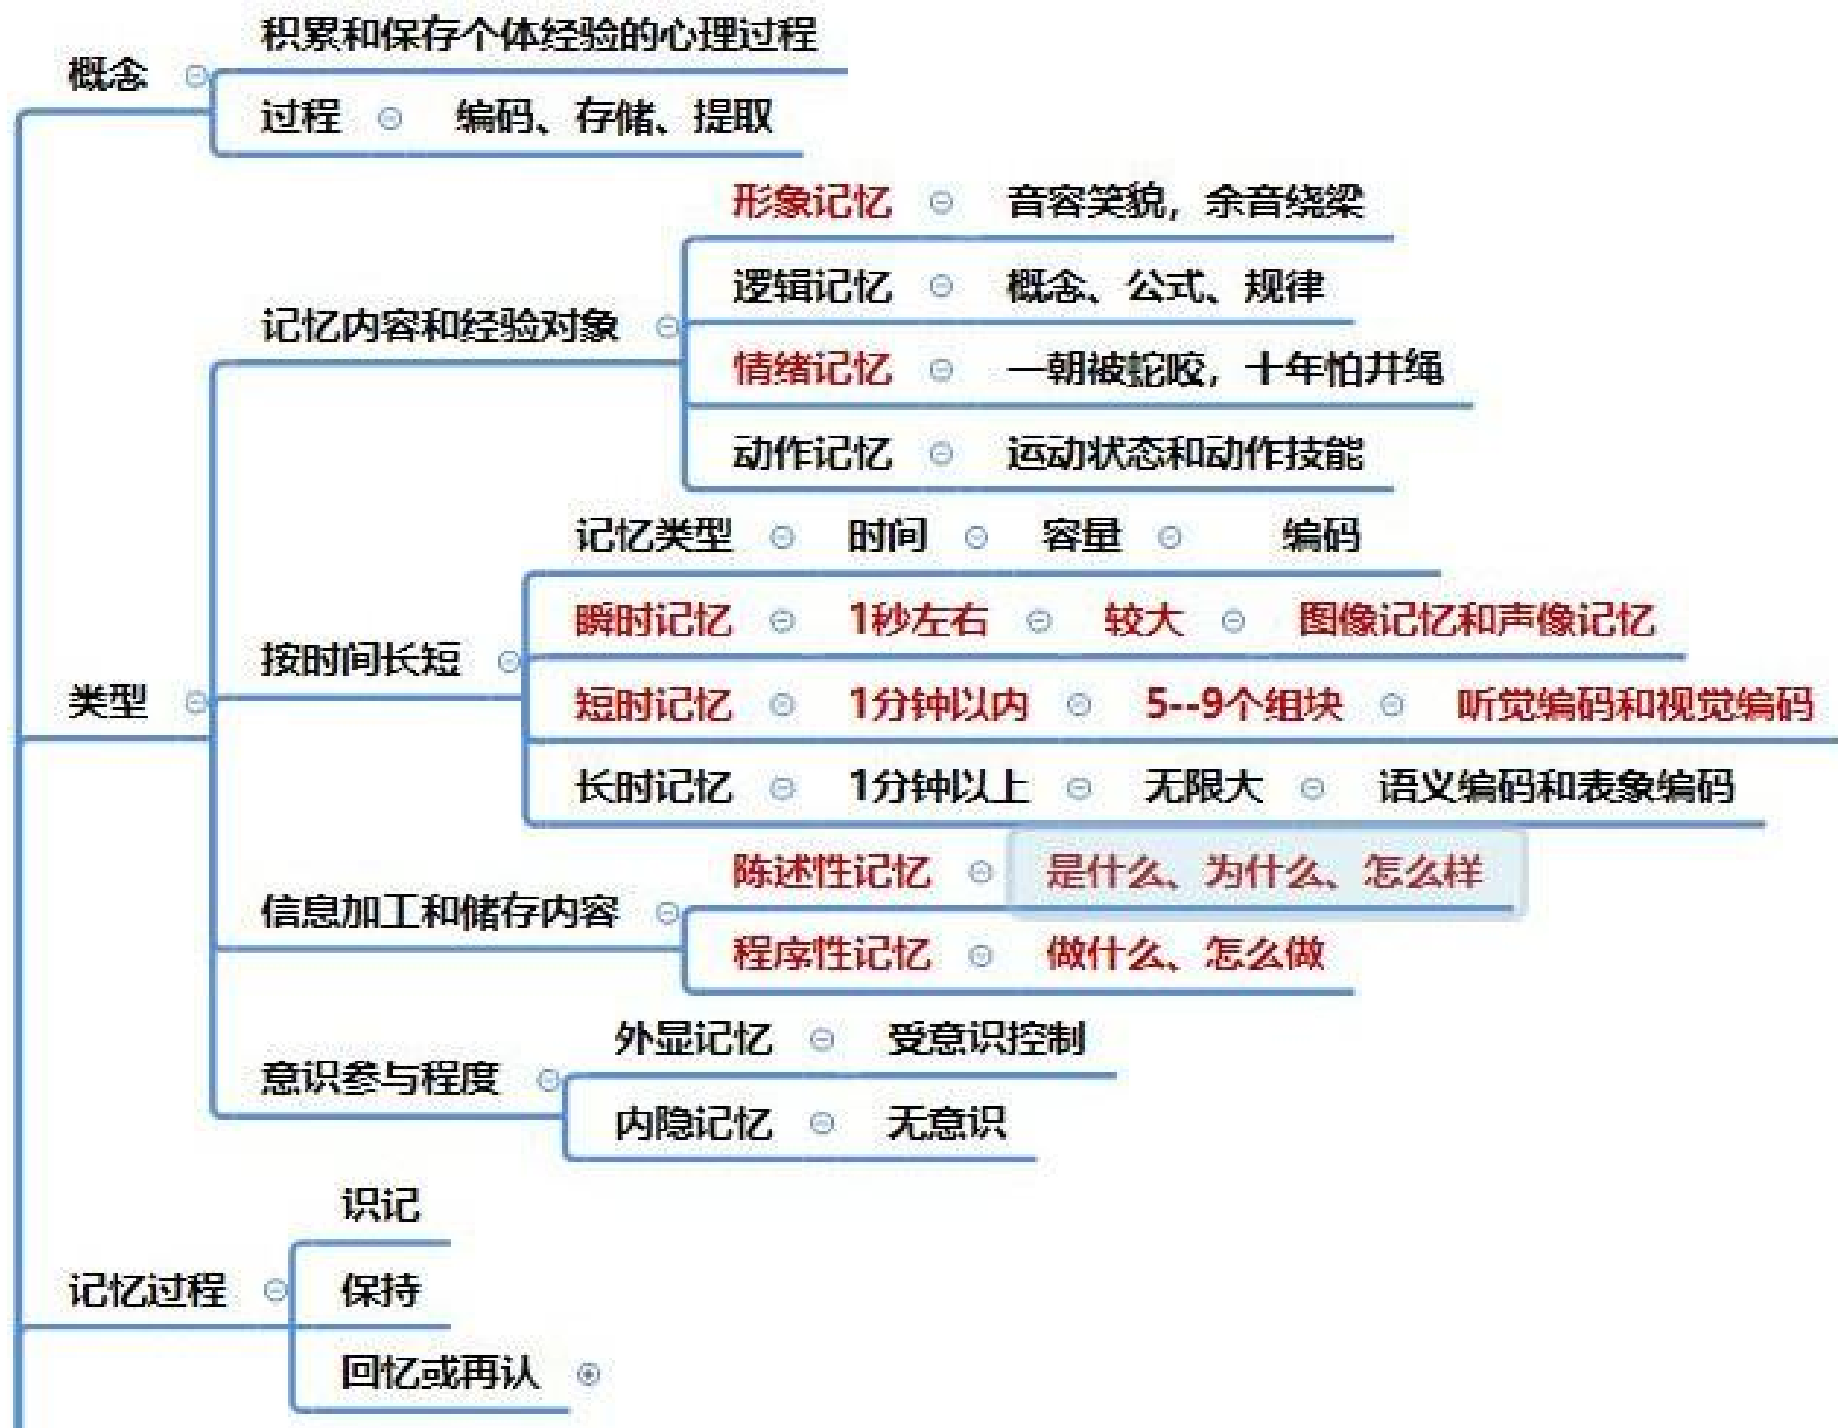 积累和保存个体经验的心理过程
概念
过程 编码、存储、提取
形象记忆 音容笑貌，余音绕梁
逻辑记忆 概念、公式、规律
记忆内容和经验对象
情绪记忆 一朝被蛇咬，十年怕井绳
动作记忆 运动状态和动作技能
记忆类型 时间 容量 编码
瞬时记忆 1秒左右 较大 图像记忆和声像记忆
按时间长短
类型
短时记忆 1分钟以内 5--9个组块 听觉编码和视觉编码
长时记忆 1分钟以上 无限大 语义编码和表象编码
陈述性记忆 是什么、为什么、怎么样
信息加工和储存内容
程序性记忆 做什么、怎么做
外显记忆 受意识控制
意识参与程度
内隐记忆 无意识
识记
记忆过程
保持
回忆或再认